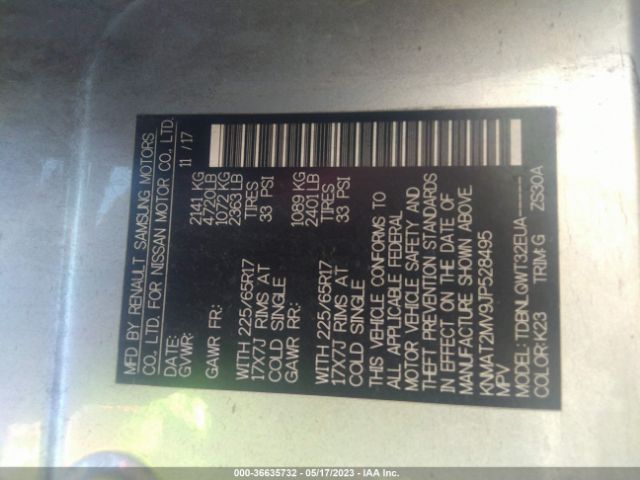 MFD BY RENAULT SAMSUNG MOTORS
CO., LTD. FOR NISSAN MOTOR CO., LTD.
DATE: 11 /17
GVWR: 2141 KG
4720 LB
GAWR FR: 1072 KG
2363 LB
WITH 225/65R17 TIRES
17X7J RIMS AT 33 PSI
COLD SINGLE
GAWR RR: 1089 KG
2401 LB
WITH 225/65R17 TIRES
17X7J RIMS AT 33 PSI
COLD SINGLE
THIS VEHICLE CONFORMS TO
ALL APPLICABLE FEDERAL
MOTOR VEHICLE SAFETY AND
THEFT PREVENTION STANDARDS
IN EFFECT ON THE DATE OF
MANUFACTURE SHOWN ABOVE
KNMAT2MV9JP528495
MPV
MODEL: TDBNLQWT32EUA-----
COLOR: K23 TRIM: G ZS30A
000-36635732 - 05/17/2023 - IAA Inc.